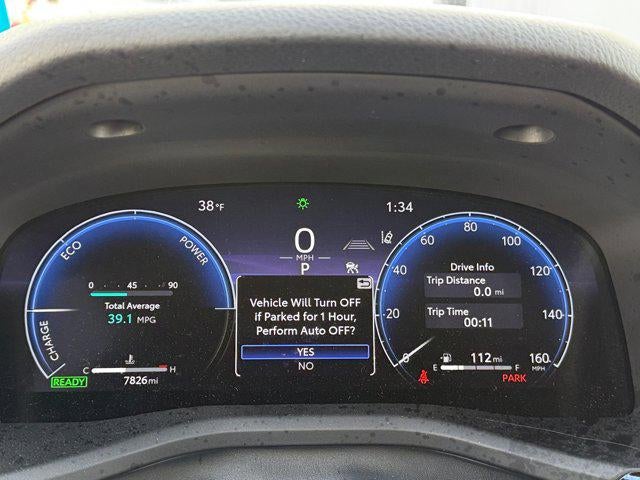 38°F
1:34
ECO
POWER
CHARGE
0 45 90
Total Average
39.1 MPG
C H
READY
7826 mi
0
MPH
P
Vehicle Will Turn OFF
if Parked for 1 Hour,
Perform Auto OFF?
YES
NO
0 20 40 60 80 100 120 140 160
MPH
Drive Info
Trip Distance
0.0 mi
Trip Time
00:11
E F
112 mi
PARK